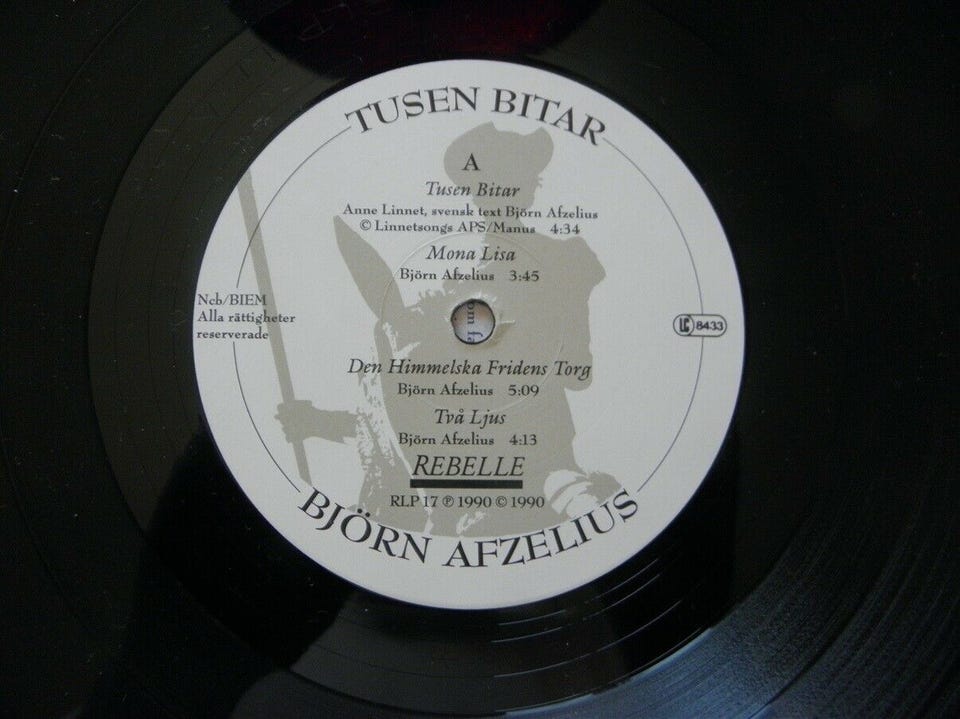 TUSEN BITAR
A
Tusen Bitar
Anne Linnet, svensk text Björn Afzelius
© Linnetsongs APS/Manus 4:34
Mona Lisa
Björn Afzelius 3:45
Ncb/BIEM
Alla rättigheter
reserverade
LC 8433
Den Himmelska Fridens Torg
Björn Afzelius 5:09
Två Ljus
Björn Afzelius 4:13
REBELLE
RLP 17 ℗ 1990 © 1990
BJÖRN AFZELIUS